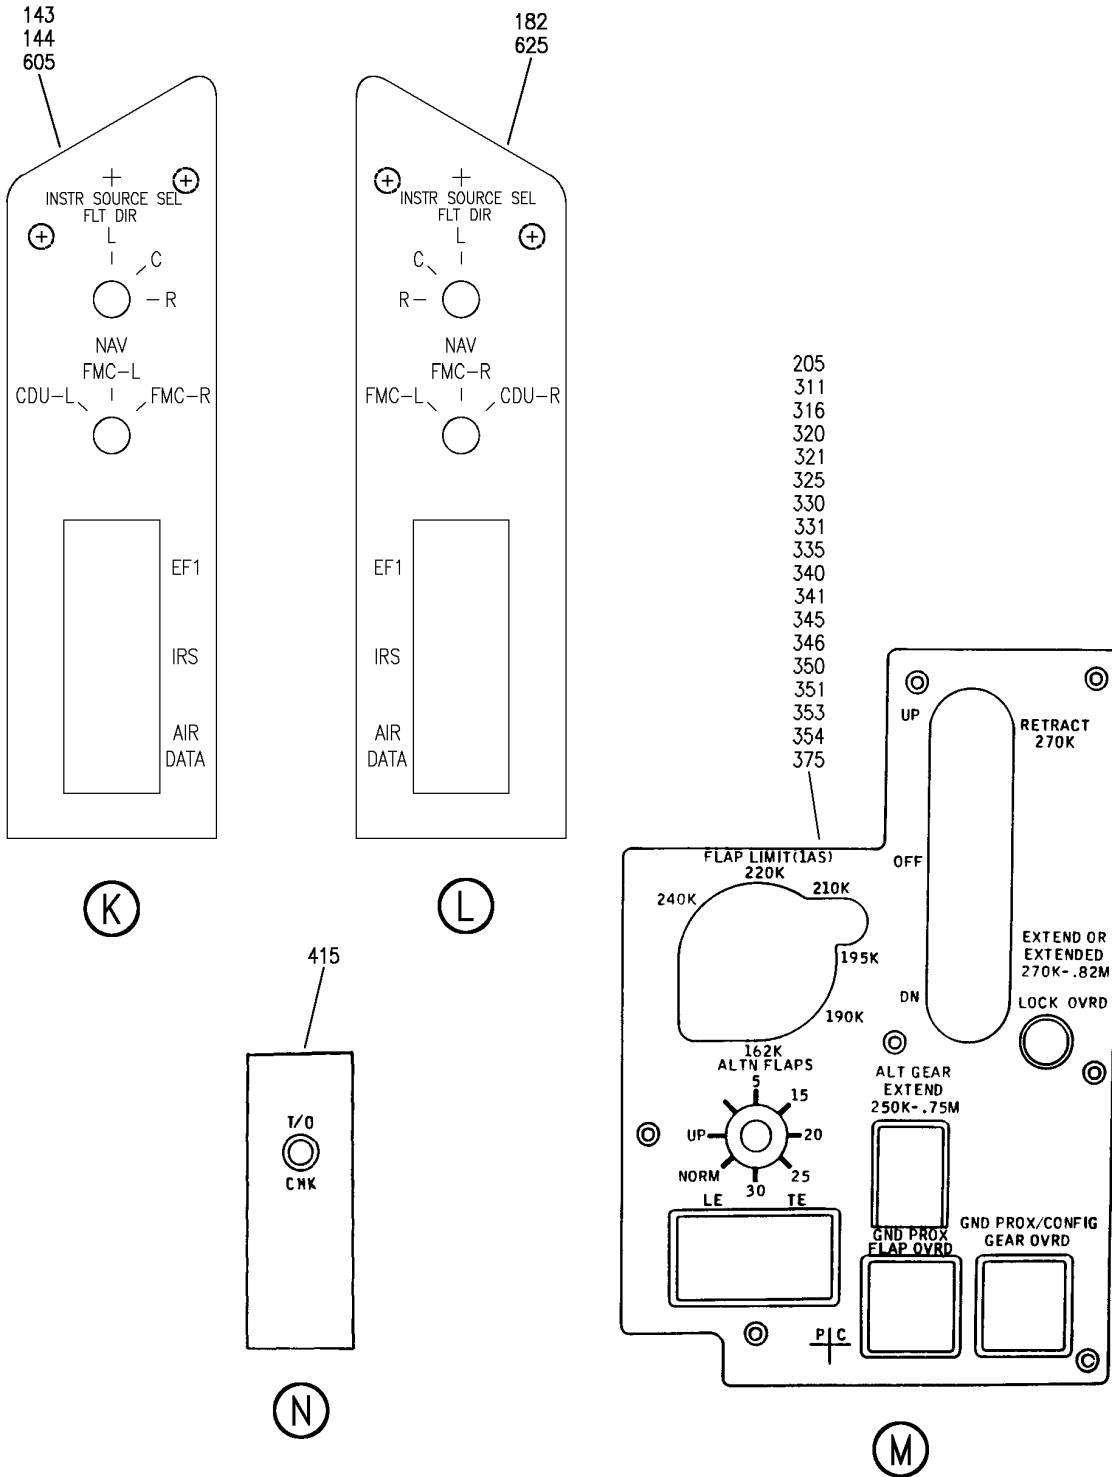 143
144
605
INSTR SOURCE SEL
FLT DIR
L
C
R
NAV
FMC-L
CDU-L
FMC-R
EF1
IRS
AIR
DATA
K
182
625
INSTR SOURCE SEL
FLT DIR
L
C
R
NAV
FMC-R
FMC-L
CDU-R
EF1
IRS
AIR
DATA
L
415
T/O
CHK
N
205
311
316
320
321
325
330
331
335
340
341
345
346
350
351
353
354
375
UP
RETRACT
270K
OFF
DN
EXTEND OR
EXTENDED
270K-.82M
LOCK OVRD
FLAP LIMIT(IAS)
220K
240K
210K
195K
190K
162K
ALTN FLAPS
5
15
UP
20
NORM
25
30
LE TE
ALT GEAR
EXTEND
250K-.75M
GND PROX
FLAP OVRD
GND PROX/CONFIG
GEAR OVRD
P C
M